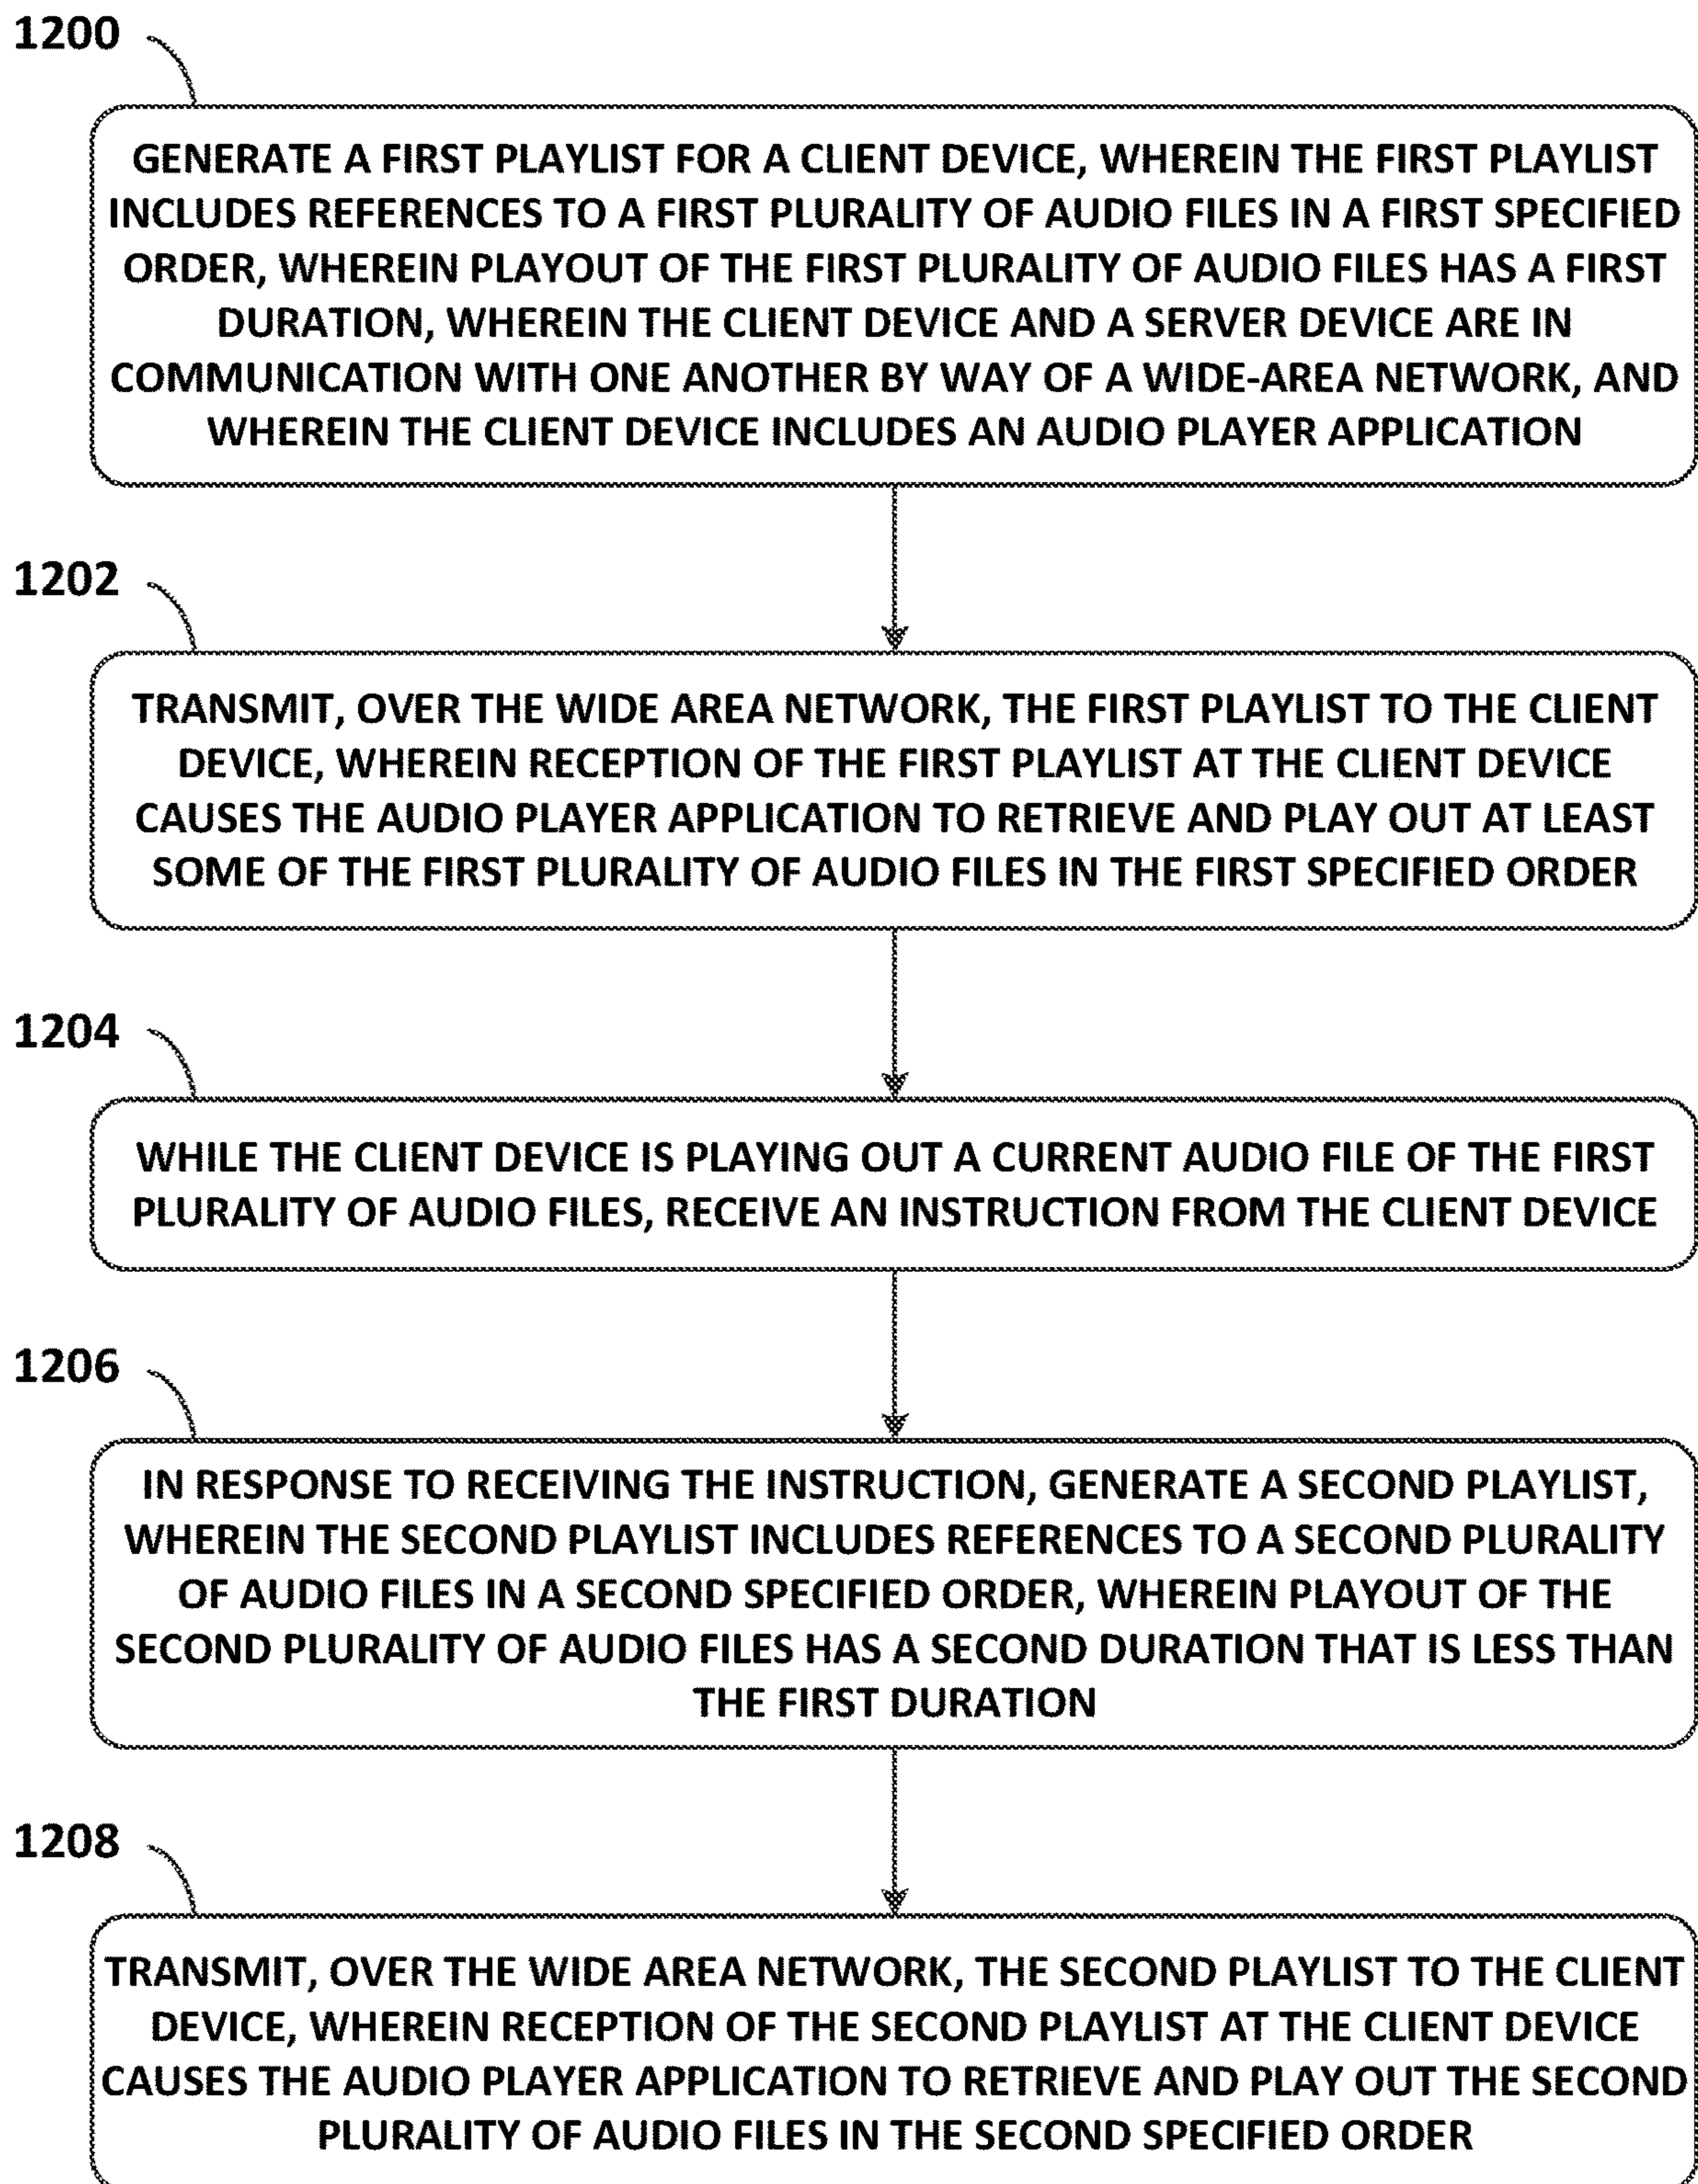 1200
GENERATE A FIRST PLAYLIST FOR A CLIENT DEVICE, WHEREIN THE FIRST PLAYLIST
INCLUDES REFERENCES TO A FIRST PLURALITY OF AUDIO FILES IN A FIRST SPECIFIED
ORDER, WHEREIN PLAYOUT OF THE FIRST PLURALITY OF AUDIO FILES HAS A FIRST
DURATION, WHEREIN THE CLIENT DEVICE AND A SERVER DEVICE ARE IN
COMMUNICATION WITH ONE ANOTHER BY WAY OF A WIDE-AREA NETWORK, AND
WHEREIN THE CLIENT DEVICE INCLUDES AN AUDIO PLAYER APPLICATION
1202
TRANSMIT, OVER THE WIDE AREA NETWORK, THE FIRST PLAYLIST TO THE CLIENT
DEVICE, WHEREIN RECEPTION OF THE FIRST PLAYLIST AT THE CLIENT DEVICE
CAUSES THE AUDIO PLAYER APPLICATION TO RETRIEVE AND PLAY OUT AT LEAST
SOME OF THE FIRST PLURALITY OF AUDIO FILES IN THE FIRST SPECIFIED ORDER
1204
WHILE THE CLIENT DEVICE IS PLAYING OUT A CURRENT AUDIO FILE OF THE FIRST
PLURALITY OF AUDIO FILES, RECEIVE AN INSTRUCTION FROM THE CLIENT DEVICE
1206
IN RESPONSE TO RECEIVING THE INSTRUCTION, GENERATE A SECOND PLAYLIST,
WHEREIN THE SECOND PLAYLIST INCLUDES REFERENCES TO A SECOND PLURALITY
OF AUDIO FILES IN A SECOND SPECIFIED ORDER, WHEREIN PLAYOUT OF THE
SECOND PLURALITY OF AUDIO FILES HAS A SECOND DURATION THAT IS LESS THAN
THE FIRST DURATION
1208
TRANSMIT, OVER THE WIDE AREA NETWORK, THE SECOND PLAYLIST TO THE CLIENT
DEVICE, WHEREIN RECEPTION OF THE SECOND PLAYLIST AT THE CLIENT DEVICE
CAUSES THE AUDIO PLAYER APPLICATION TO RETRIEVE AND PLAY OUT THE SECOND
PLURALITY OF AUDIO FILES IN THE SECOND SPECIFIED ORDER